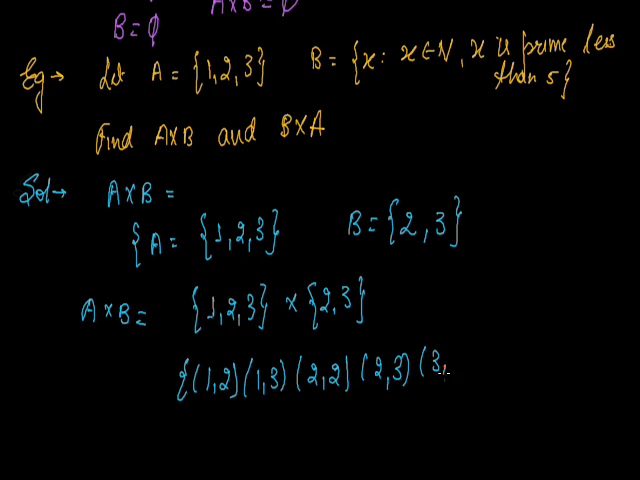 A×B = φ
B = φ
Eg → Let A = {1,2,3} B = {x : x ∈ N, x is prime less than 5}
Find A×B and B×A
Sol → A×B =
{ A = {1,2,3} B = {2,3}
A×B = {1,2,3} × {2,3}
{(1,2)(1,3)(2,2)(2,3)(3,